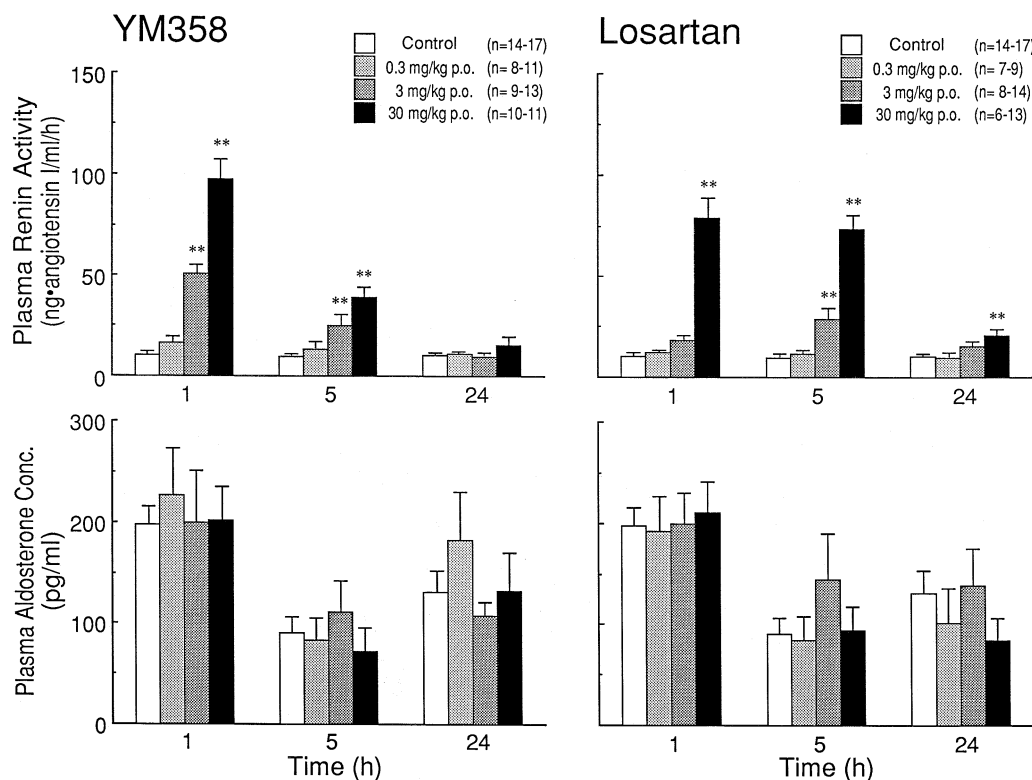 YM358
Control (n=14-17)
0.3 mg/kg p.o. (n= 8-11)
3 mg/kg p.o. (n= 9-13)
30 mg/kg p.o. (n=10-11)
Losartan
Control (n=14-17)
0.3 mg/kg p.o. (n= 7-9)
3 mg/kg p.o. (n= 8-14)
30 mg/kg p.o. (n=6-13)
Plasma Renin Activity
(ng•angiotensin I/ml/h)
150
100
50
0
** ** ** **
** ** ** **
1 5 24
1 5 24
Plasma Aldosterone Conc.
(pg/ml)
300
200
100
0
1 5 24
Time (h)
1 5 24
Time (h)